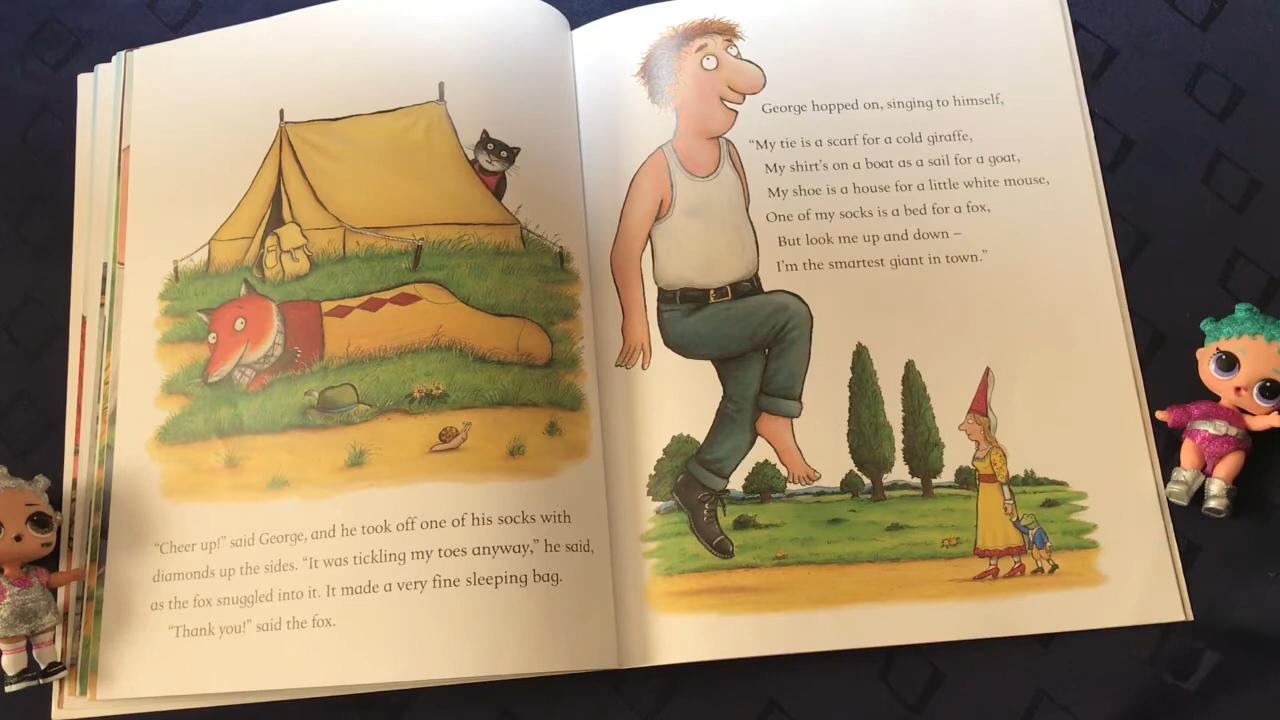 “Cheer up!” said George, and he took off one of his socks with
diamonds up the sides. “It was tickling my toes anyway,” he said,
as the fox snuggled into it. It made a very fine sleeping bag.
“Thank you!” said the fox.
George hopped on, singing to himself,
“My tie is a scarf for a cold giraffe,
My shirt’s on a boat as a sail for a goat,
My shoe is a house for a little white mouse,
One of my socks is a bed for a fox,
But look me up and down –
I’m the smartest giant in town.”